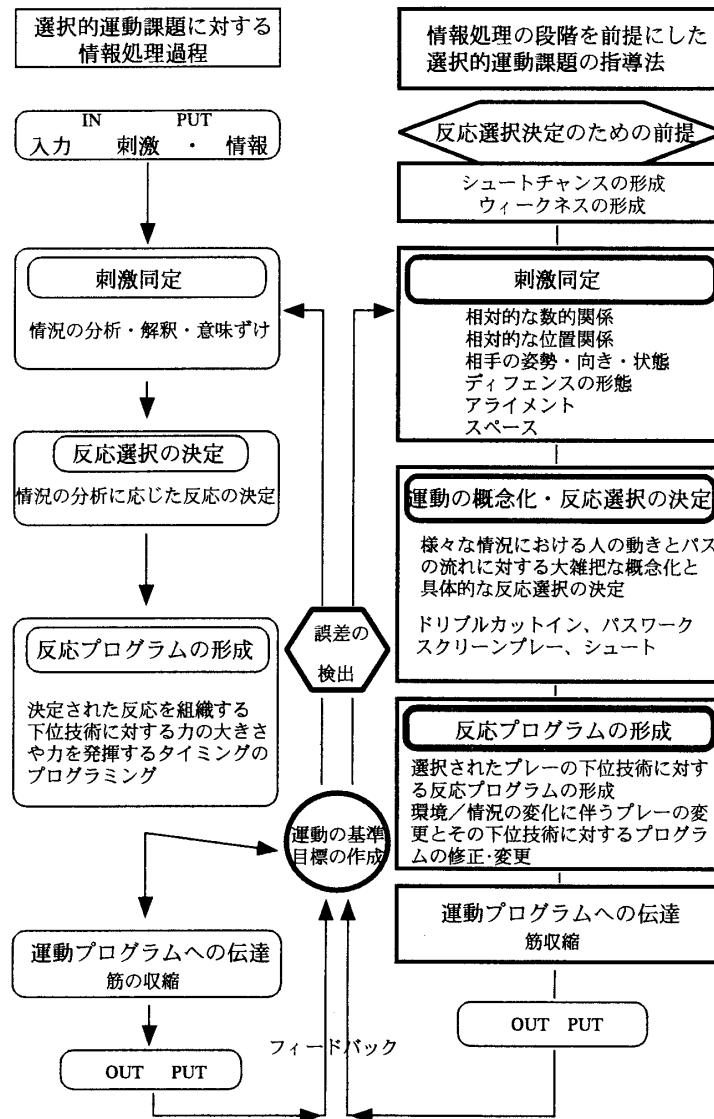 選択的運動課題に対する
情報処理過程
IN PUT
入力 刺激 ・ 情報
刺激同定
情況の分析・解釈・意味ずけ
反応選択の決定
情況の分析に応じた反応の決定
反応プログラムの形成
決定された反応を組織する
下位技術に対する力の大きさ
や力を発揮するタイミングの
プログラミング
運動プログラムへの伝達
筋の収縮
OUT PUT
誤差の
検出
運動の基準
目標の作成
フィードバック
情報処理の段階を前提にした
選択的運動課題の指導法
反応選択決定のための前提
シュートチャンスの形成
ウィークネスの形成
刺激同定
相対的な数的関係
相対的な位置関係
相手の姿勢・向き・状態
ディフェンスの形態
アライメント
スペース
運動の概念化・反応選択の決定
様々な情況における人の動きとパス
の流れに対する大雑把な概念化と
具体的な反応選択の決定
ドリブルカットイン、パスワーク
スクリーンプレー、シュート
反応プログラムの形成
選択されたプレーの下位技術に対す
る反応プログラムの形成
環境／情況の変化に伴うプレーの変
更とその下位技術に対するプログラ
ムの修正·変更
運動プログラムへの伝達
筋収縮
OUT PUT